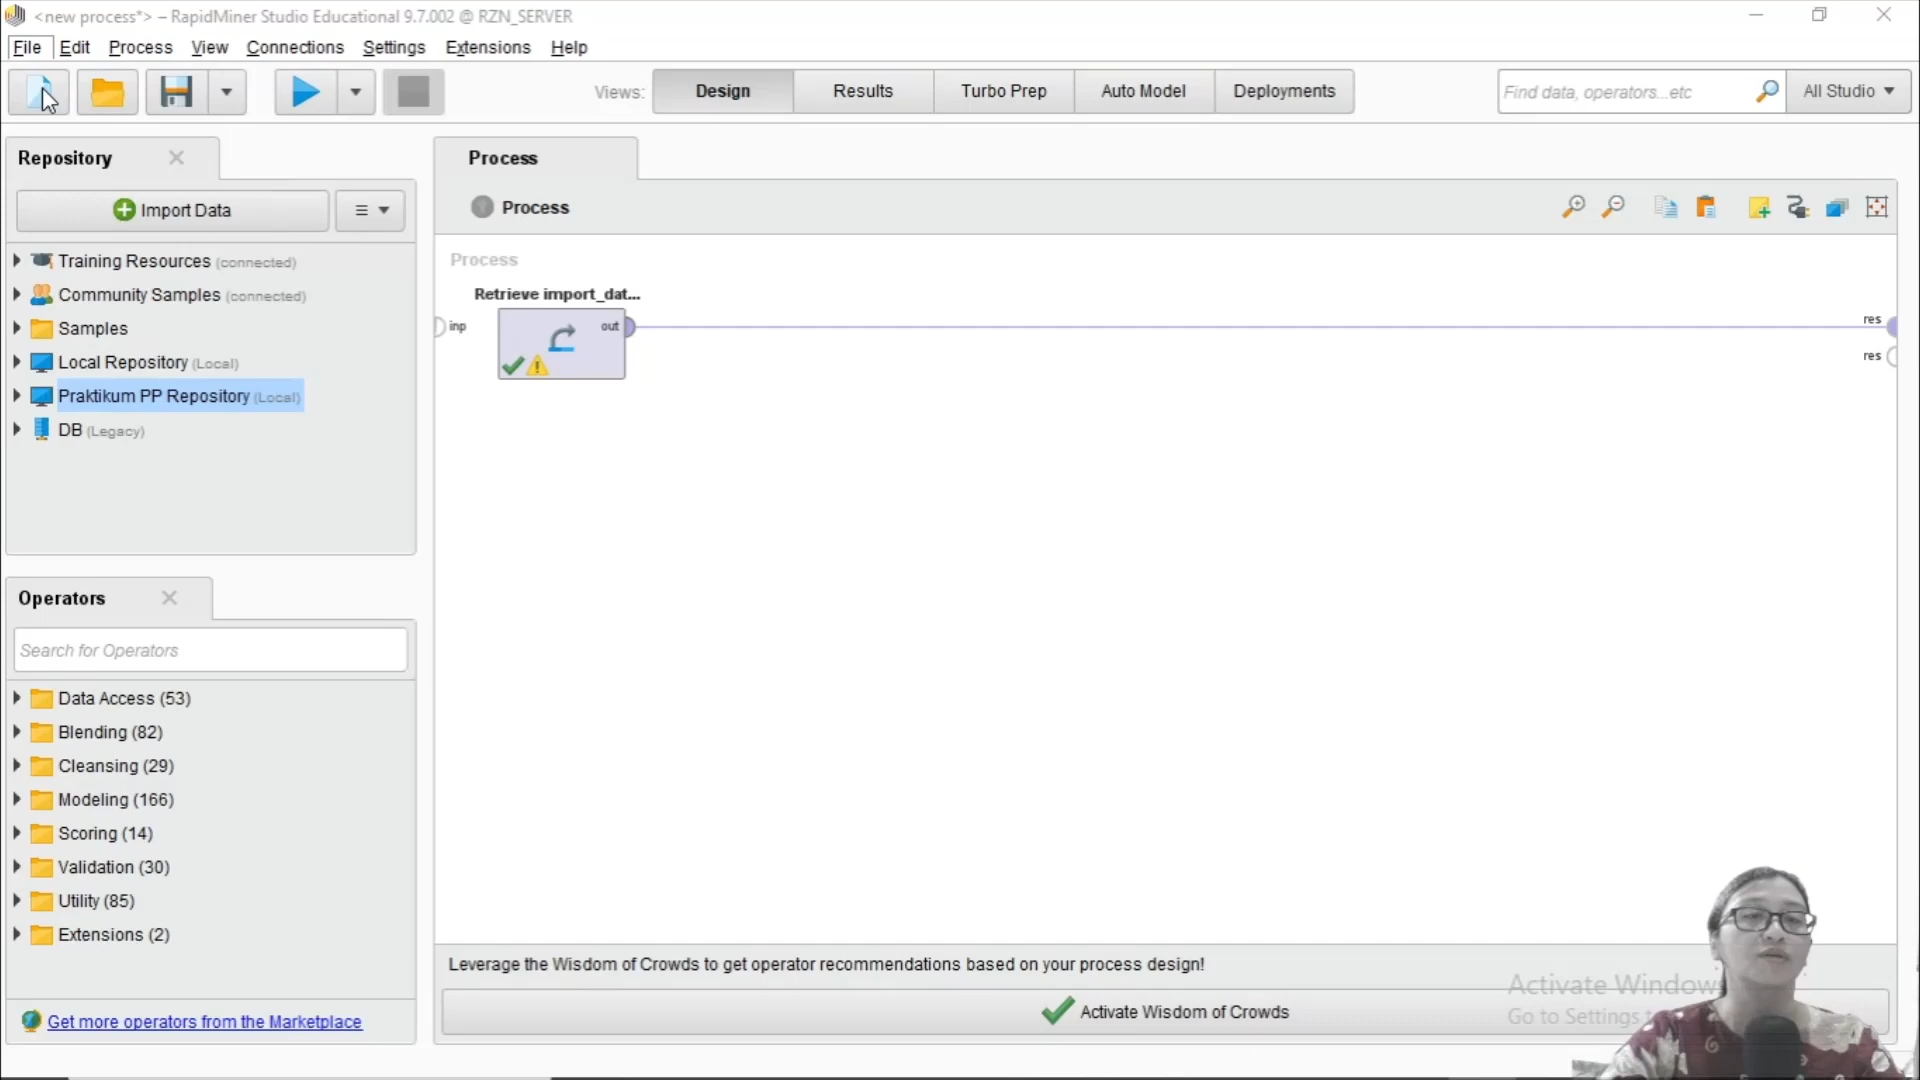 <new process*> – RapidMiner Studio Educational 9.7.002 @ RZN_SERVER
File Edit Process View Connections Settings Extensions Help
Views: Design Results Turbo Prep Auto Model Deployments Find data, operators...etc All Studio
Repository
Import Data
Training Resources (connected)
Community Samples (connected)
Samples
Local Repository (Local)
Praktikum PP Repository (Local)
DB (Legacy)
Operators
Search for Operators
Data Access (53)
Blending (82)
Cleansing (29)
Modeling (166)
Scoring (14)
Validation (30)
Utility (85)
Extensions (2)
Get more operators from the Marketplace
Process
Process
Process
Retrieve import_dat...
inp
out
res
res
Leverage the Wisdom of Crowds to get operator recommendations based on your process design!
Activate Wisdom of Crowds
Activate Windows
Go to Settings